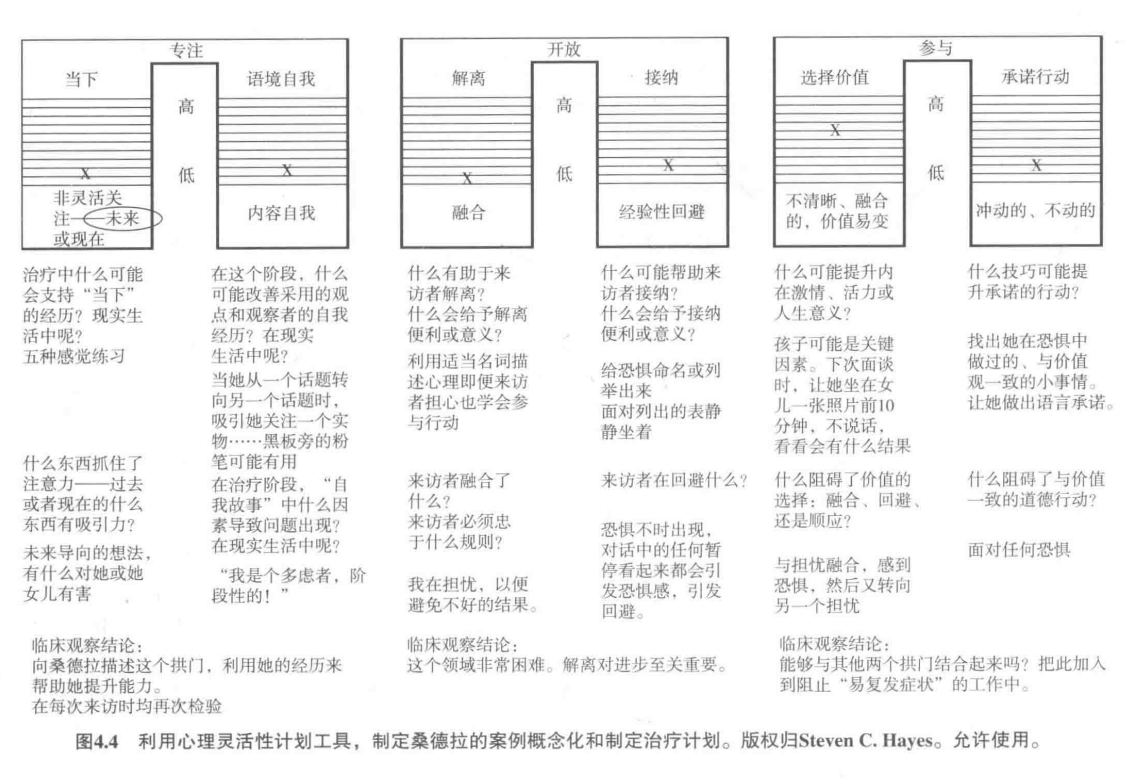 专注
当下
语境自我
高
X
X
低
非灵活关
注——未来
或现在
内容自我
治疗中什么可能
会支持“当下”
的经历？现实生
活中呢？
五种感觉练习
什么东西抓住了
注意力——过去
或者现在的什么
东西有吸引力？
未来导向的想法，
有什么对她或她
女儿有害
在这个阶段，什么
可能改善采用的观
点和观察者的自我
经历？在现实
生活中呢？
当她从一个话题转
向另一个话题时，
吸引她关注一个实
物……黑板旁的粉
笔可能有用
在治疗阶段，“自
我故事”中什么因
素导致问题出现？
在现实生活中呢？
“我是个多虑者，阶
段性的！”
临床观察结论：
向桑德拉描述这个拱门，利用她的经历来
帮助她提升能力。
在每次来访时均再次检验
开放
解离
接纳
高
X
X
低
融合
经验性回避
什么有助于来
访者解离？
什么会给予解离
便利或意义？
利用适当名词描
述心理即便来访
者担心也学会参
与行动
来访者融合了
什么？
来访者必须忠
于什么规则？
我在担忧，以便
避免不好的结果。
什么可能帮助来
访者接纳？
什么会给予接纳
便利或意义？
给恐惧命名或列
举出来
面对列出的表静
静坐着
来访者在回避什么？
恐惧不时出现，
对话中的任何暂
停看起来都会引
发恐惧感，引发
回避。
临床观察结论：
这个领域非常困难。解离对进步至关重要。
参与
选择价值
承诺行动
高
X
X
低
不清晰、融合
的，价值易变
冲动的、不动的
什么可能提升内
在激情、活力或
人生意义？
孩子可能是关键
因素。下次面谈
时，让她坐在女
儿一张照片前10
分钟，不说话，
看看会有什么结果
什么阻碍了价值的
选择：融合、回避、
还是顺应？
与担忧融合，感到
恐惧，然后又转向
另一个担忧
什么技巧可能提
升承诺的行动？
找出她在恐惧中
做过的、与价值
观一致的小事情。
让她做出语言承诺。
什么阻碍了与价值
一致的道德行动？
面对任何恐惧
临床观察结论：
能够与其他两个拱门结合起来吗？把此加入
到阻止“易复发症状”的工作中。
图4.4 利用心理灵活性计划工具，制定桑德拉的案例概念化和制定治疗计划。版权归Steven C. Hayes。允许使用。